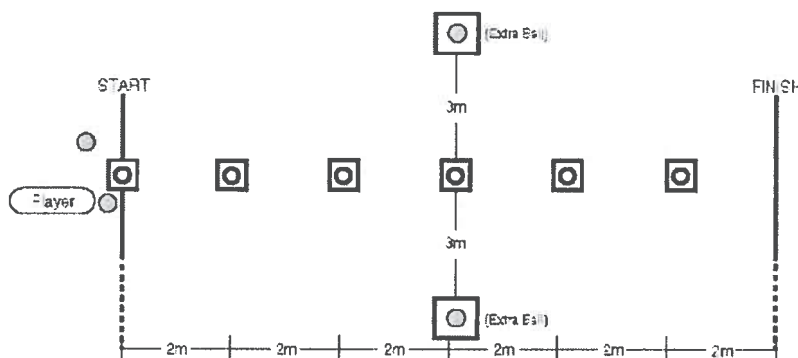 (Extra Ball)
START
FINISH
3m
Player
3m
(Extra Ball)
2m 2m 2m 2m 2m 2m